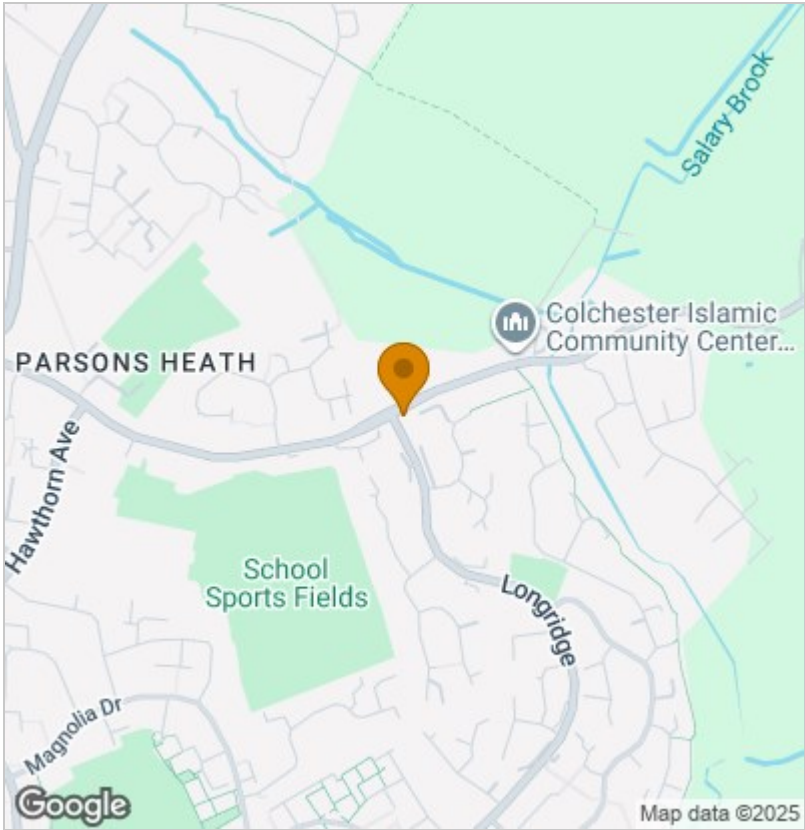 Salary Brook
Colchester Islamic
Community Center...
PARSONS HEATH
Hawthorn Ave
School
Sports Fields
Longridge
Magnolia Dr
Google
Map data ©2025